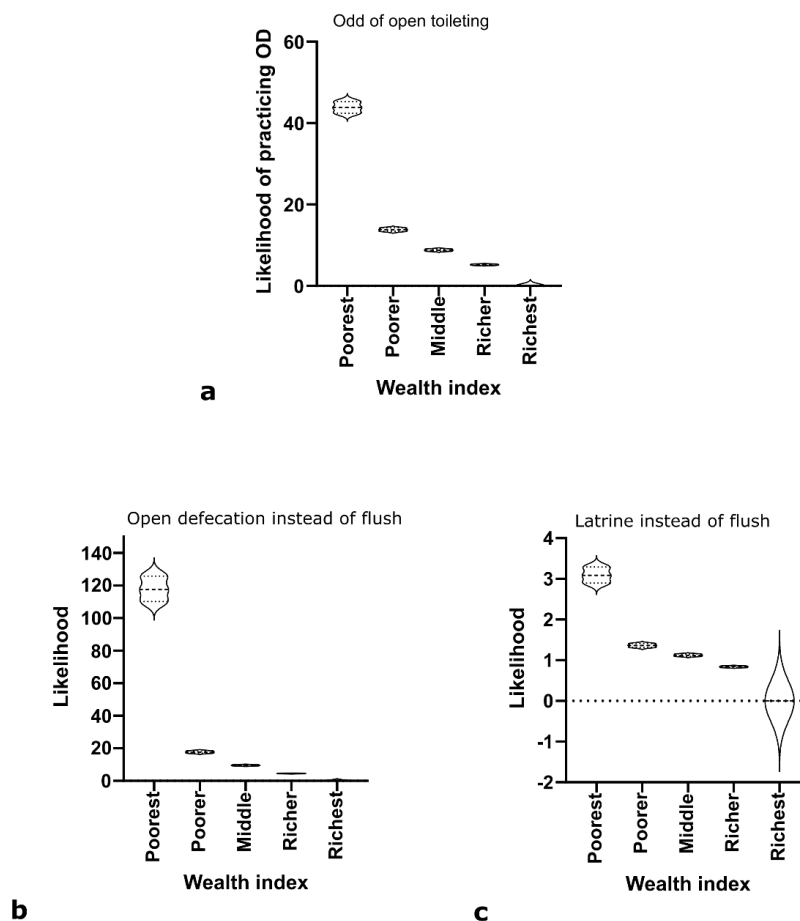 Odd of open toileting
Likelihood of practicing OD
60
40
20
0
Poorest
Poorer
Middle
Richer
Richest
Wealth index
a
Open defecation instead of flush
Likelihood
140
120
100
80
60
40
20
0
Poorest
Poorer
Middle
Richer
Richest
Wealth index
b
Latrine instead of flush
Likelihood
4
3
2
1
0
-1
-2
Poorest
Poorer
Middle
Richer
Richest
Wealth index
c